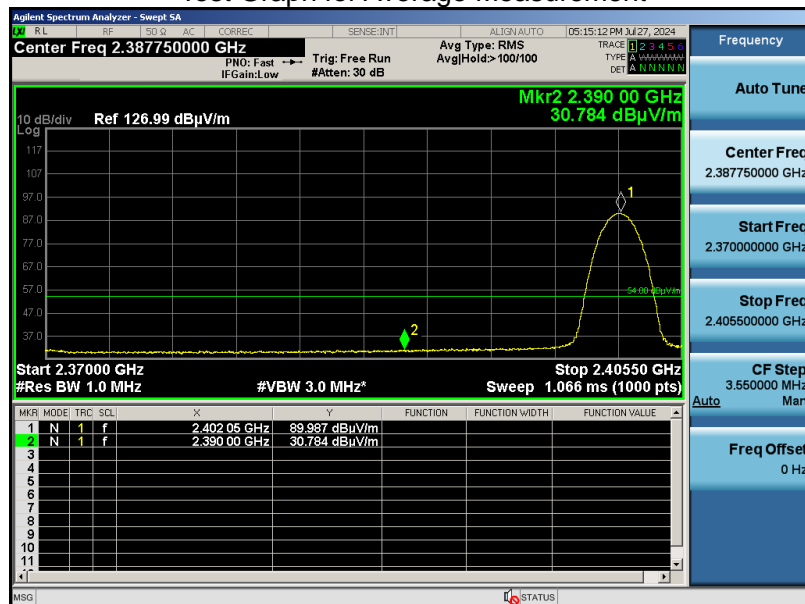 Test Graph for Average Measurement
Agilent Spectrum Analyzer - Swept SA
LXI RL RF 50 Ω AC CORREC SENSE:INT ALIGN AUTO 05:15:12 PM Jul 27, 2024
Center Freq 2.387750000 GHz
PNO: Fast
IFGain:Low
Trig: Free Run
#Atten: 30 dB
Avg Type: RMS
Avg|Hold:>100/100
TRACE 1 2 3 4 5 6
TYPE A
DET A N N N N N
Mkr2 2.390 00 GHz
30.784 dBµV/m
10 dB/div Ref 126.99 dBµV/m
Log
117
107
97.0
87.0
77.0
67.0
57.0
47.0
37.0
1
54.00 dBµV/m
2
Start 2.37000 GHz Stop 2.40550 GHz
#Res BW 1.0 MHz #VBW 3.0 MHz* Sweep 1.066 ms (1000 pts)
MKR MODE TRC SCL X Y FUNCTION FUNCTION WIDTH FUNCTION VALUE
1 N 1 f 2.402 05 GHz 89.987 dBµV/m
2 N 1 f 2.390 00 GHz 30.784 dBµV/m
3
4
5
6
7
8
9
10
11
MSG STATUS
Frequency
Auto Tune
Center Freq
2.387750000 GHz
Start Freq
2.370000000 GHz
Stop Freq
2.405500000 GHz
CF Step
3.550000 MHz
Auto Man
Freq Offset
0 Hz